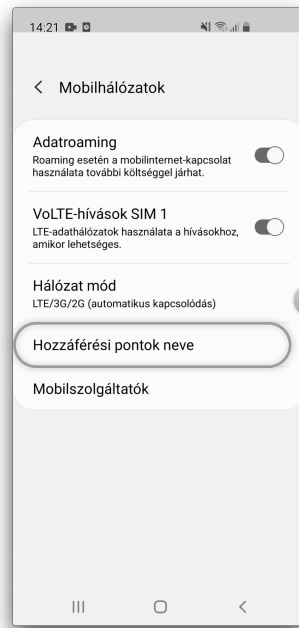 14:21
Mobilhálózatok
Adatroaming
Roaming esetén a mobilinternet-kapcsolat
használata további költséggel járhat.
VoLTE-hívások SIM 1
LTE-adathálózatok használata a hívásokhoz,
amikor lehetséges.
Hálózat mód
LTE/3G/2G (automatikus kapcsolódás)
Hozzáférési pontok neve
Mobilszolgáltatók